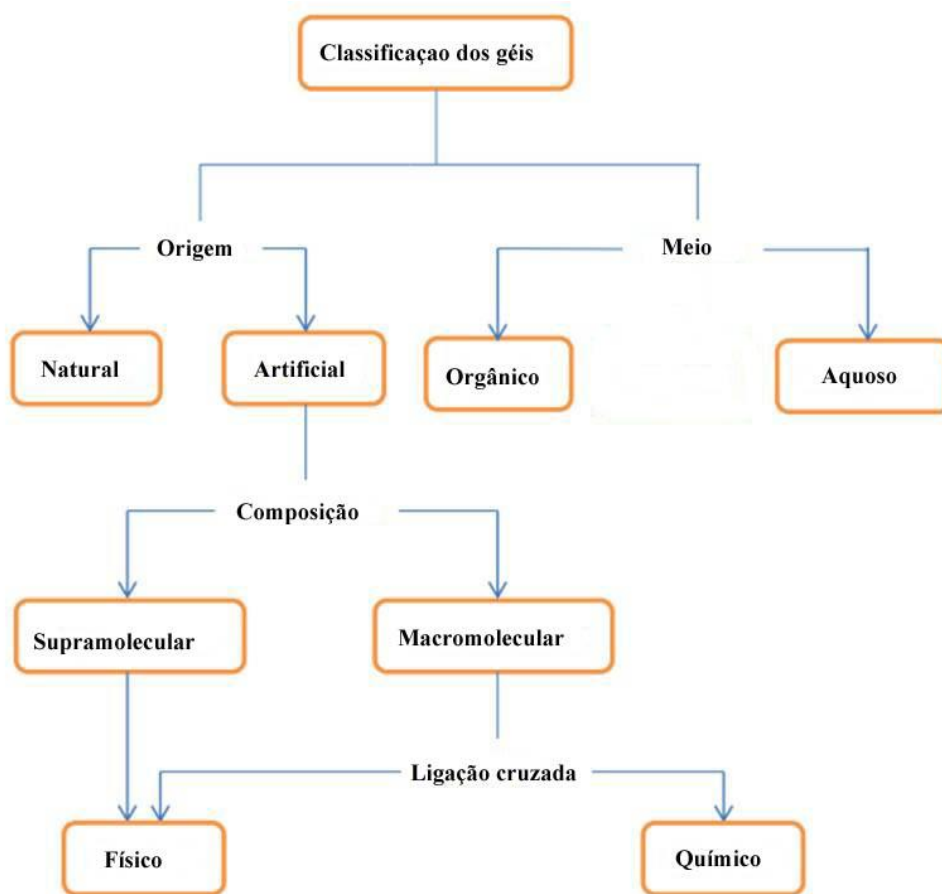 Classificaçao dos géis
Origem
Meio
Natural
Artificial
Orgânico
Aquoso
Composição
Supramolecular
Macromolecular
Ligação cruzada
Físico
Químico